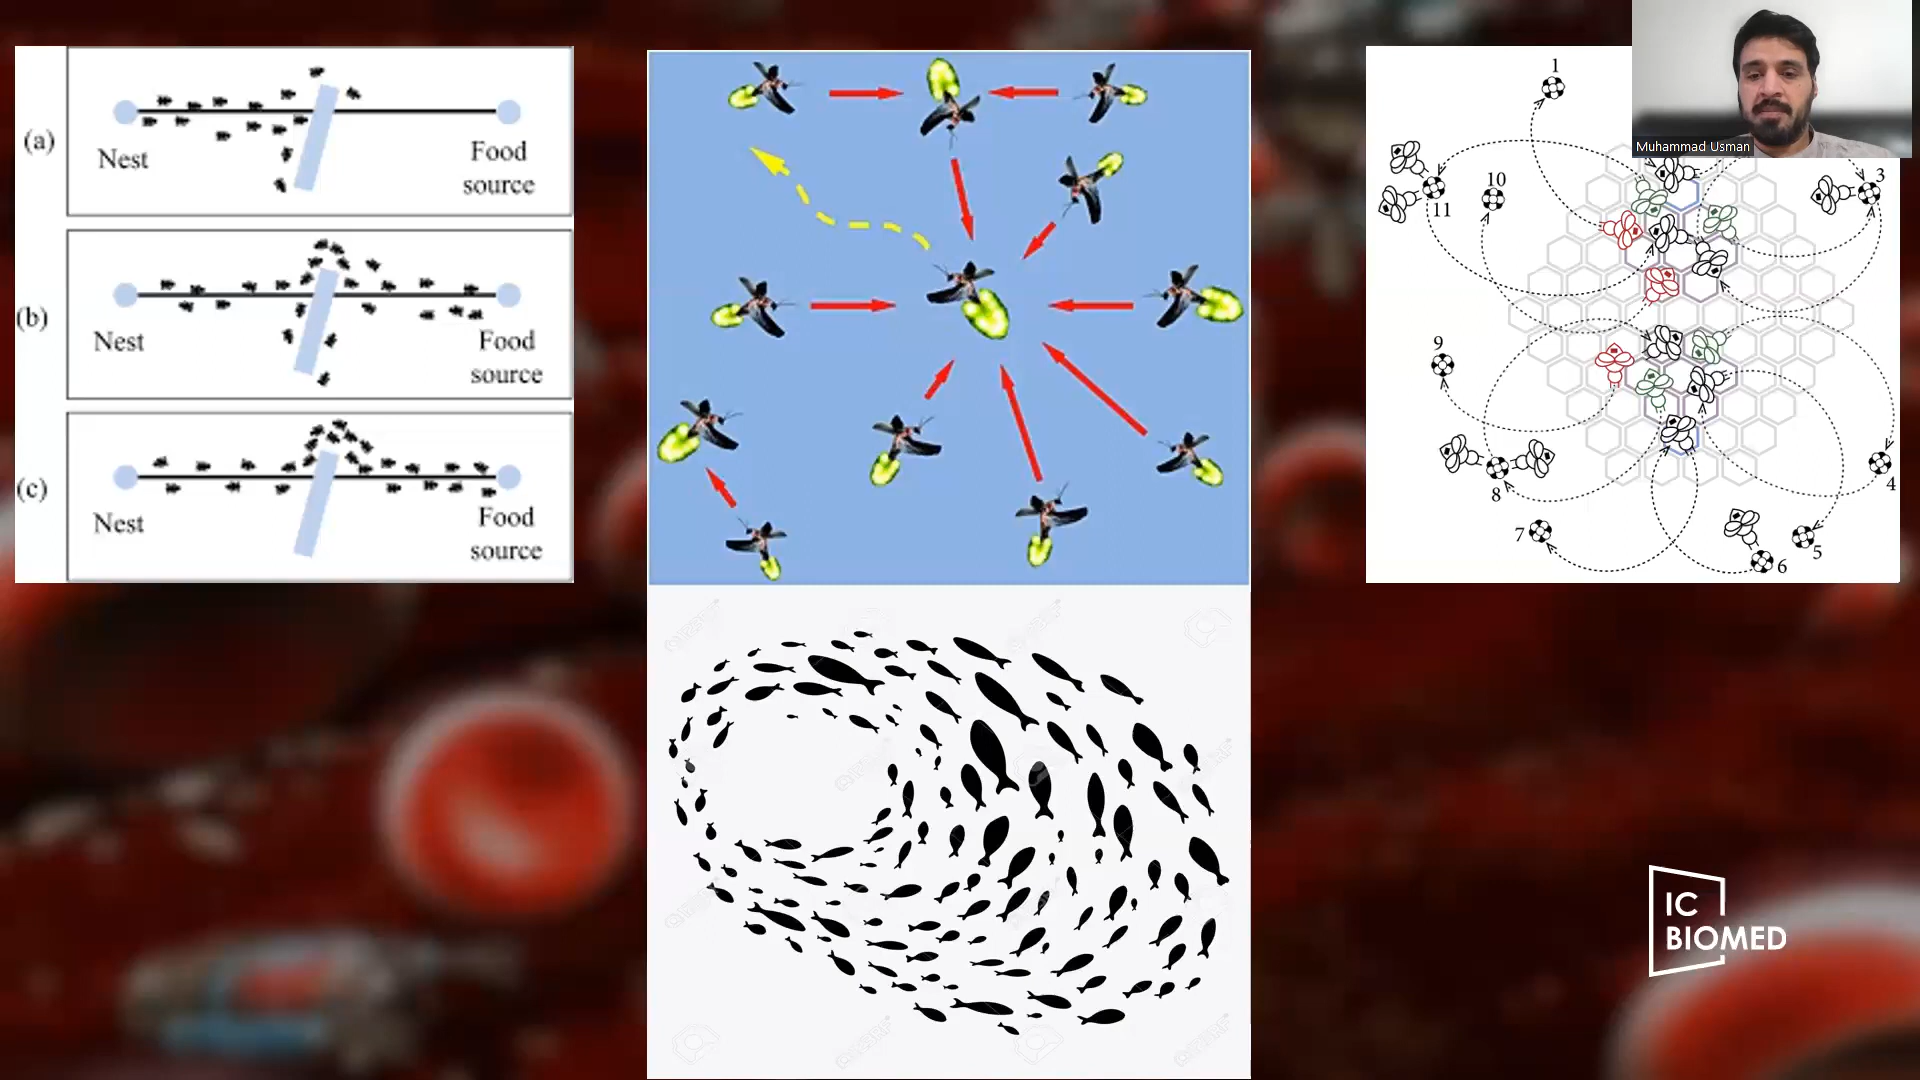 (a)
Nest
Food
source
(b)
Nest
Food
source
(c)
Nest
Food
source
1
Muhammad Usman
3
10
11
9
8
4
7
5
6
IC
BIOMED